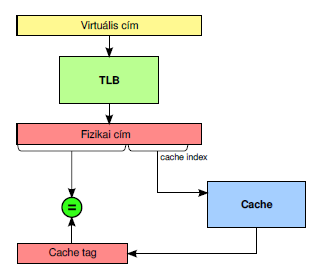 Virtuális cím
TLB
Fizikai cím
cache index
=
Cache
Cache tag